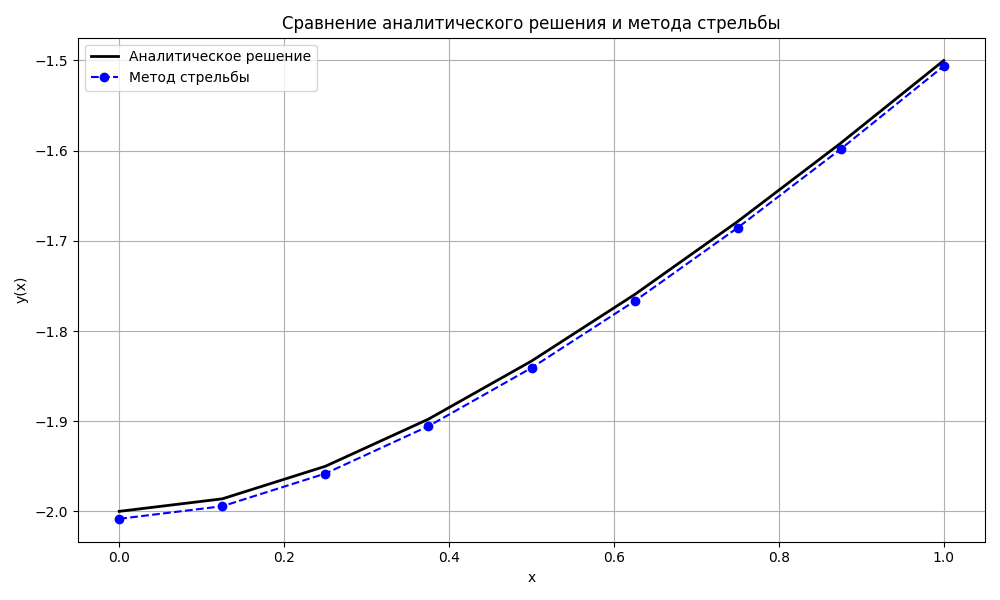 Сравнение аналитического решения и метода стрельбы
Аналитическое решение
Метод стрельбы
−1.5
−1.6
−1.7
−1.8
−1.9
−2.0
y(x)
0.0 0.2 0.4 0.6 0.8 1.0
x